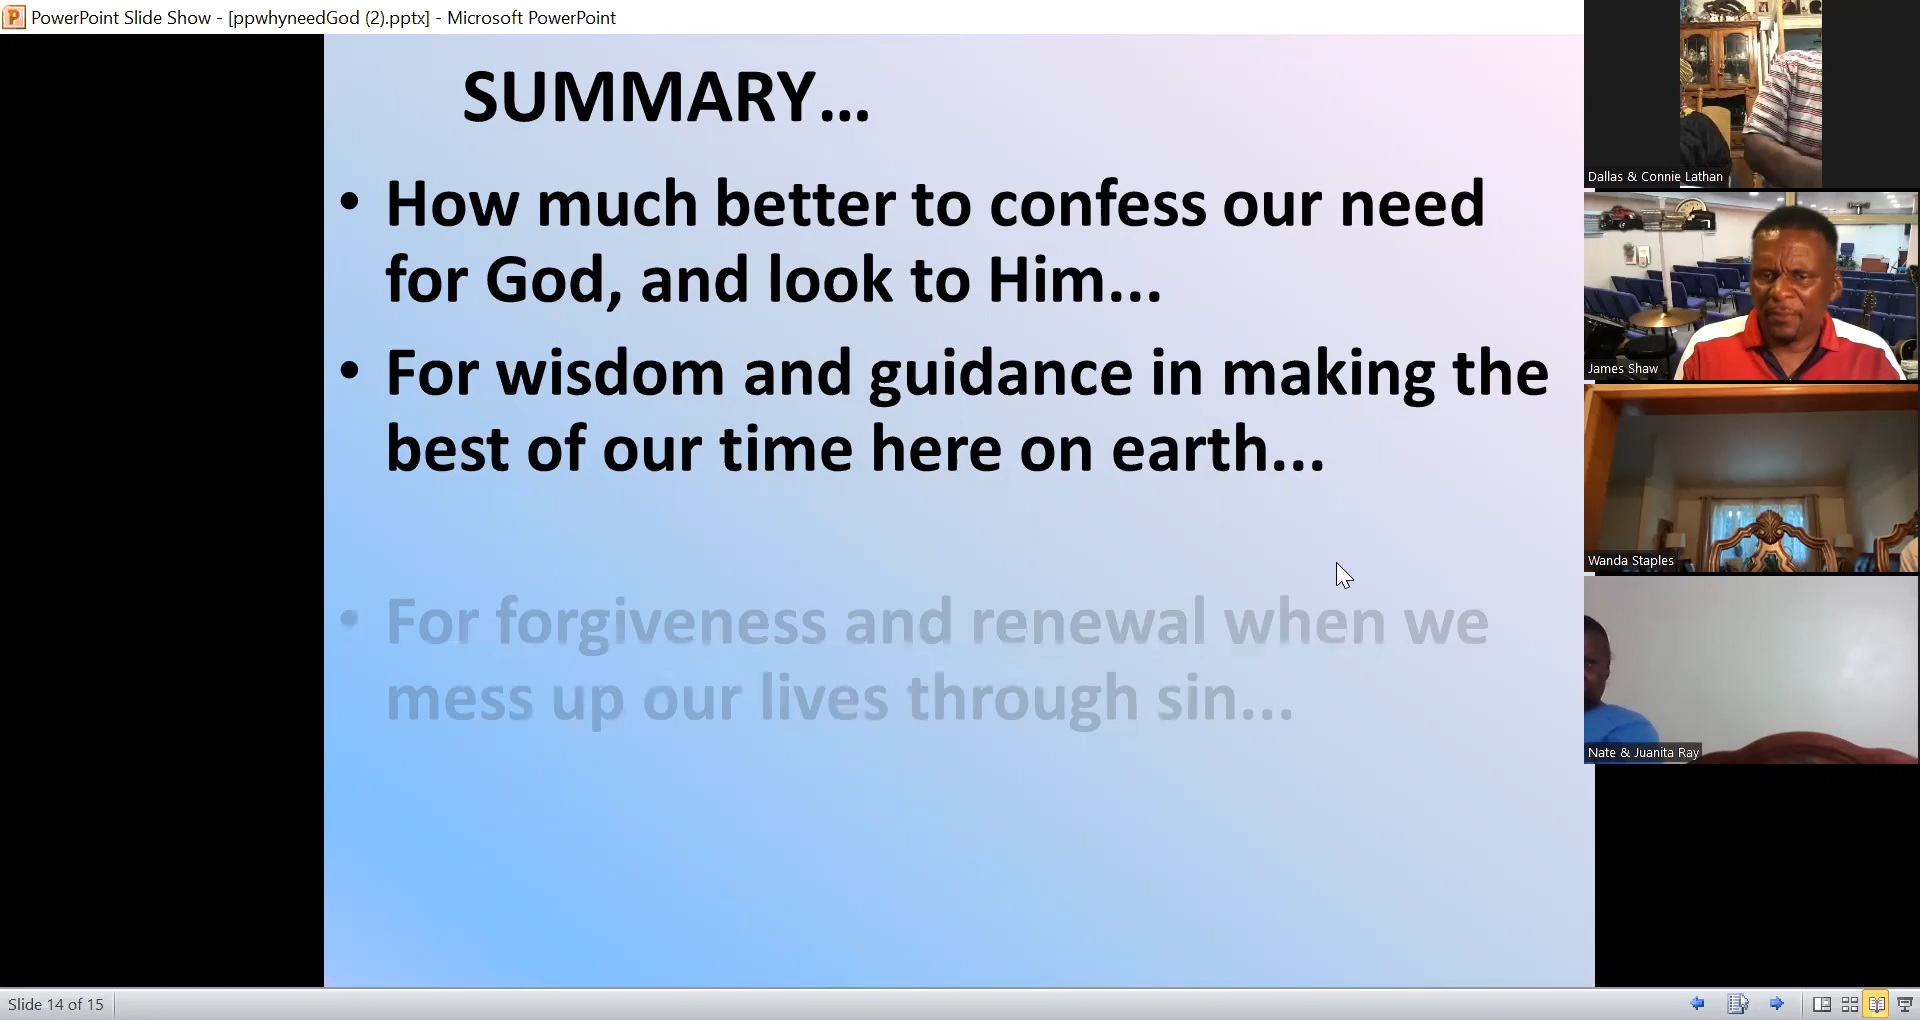 PowerPoint Slide Show - [ppwhyneedGod (2).pptx] - Microsoft PowerPoint
SUMMARY...
• How much better to confess our need
for God, and look to Him...
• For wisdom and guidance in making the
best of our time here on earth...
• For forgiveness and renewal when we
mess up our lives through sin...
Dallas & Connie Lathan
James Shaw
Wanda Staples
Nate & Juanita Ray
Slide 14 of 15